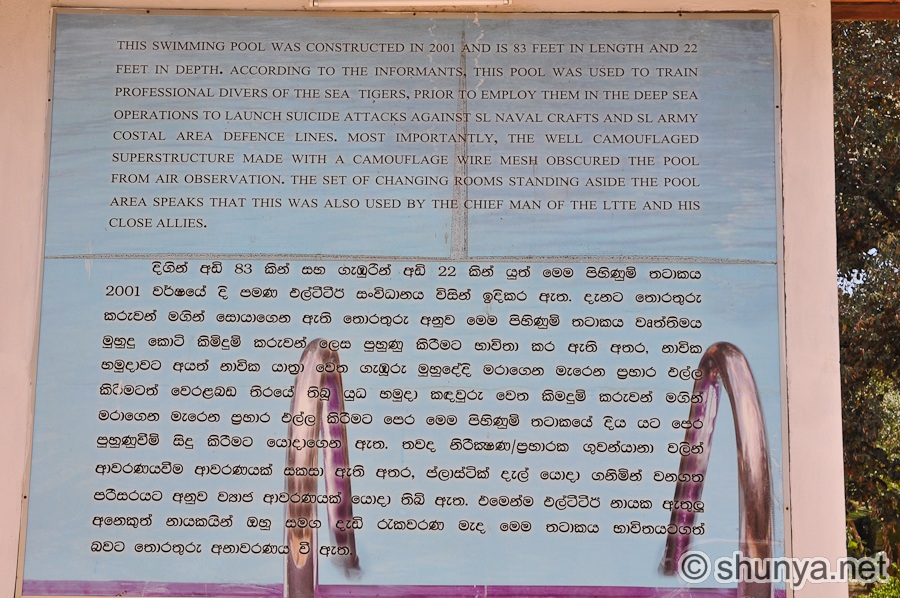 THIS SWIMMING POOL WAS CONSTRUCTED IN 2001 AND IS 83 FEET IN LENGTH AND 22
FEET IN DEPTH. ACCORDING TO THE INFORMANTS, THIS POOL WAS USED TO TRAIN
PROFESSIONAL DIVERS OF THE SEA TIGERS, PRIOR TO EMPLOY THEM IN THE DEEP SEA
OPERATIONS TO LAUNCH SUICIDE ATTACKS AGAINST SL NAVAL CRAFTS AND SL ARMY
COSTAL AREA DEFENCE LINES. MOST IMPORTANTLY, THE WELL CAMOUFLAGED
SUPERSTRUCTURE MADE WITH A CAMOUFLAGE WIRE MESH OBSCURED THE POOL
FROM AIR OBSERVATION. THE SET OF CHANGING ROOMS STANDING ASIDE THE POOL
AREA SPEAKS THAT THIS WAS ALSO USED BY THE CHIEF MAN OF THE LTTE AND HIS
CLOSE ALLIES.
දිගින් අඩි 83 කින් සහ ගැඹුරින් අඩි 22 කින් යුත් මෙම පිහිණුම් තටාකය
2001 වර්ෂයේ දී පමණ එල්ටීටීඊ සංවිධානය විසින් ඉදිකර ඇත. දැනට තොරතුරු
කරුවන් මගින් සොයාගෙන ඇති තොරතුරු අනුව මෙම පිහිණුම් තටාකය වෘත්තිමය
මුහුදු කොටි කිමිදුම් කරුවන් ලෙස පුහුණු කිරීමට භාවිතා කර ඇති අතර, නාවික
හමුදාවට අයත් නාවික යාත්‍රා වෙත ගැඹුරු මුහුදේදී මරාගෙන මැරෙන ප්‍රහාර එල්ල
කිරීමටත් වෙරළබඩ තීරයේ තිබූ යුධ හමුදා කඳවුරු වෙත කිමිදුම් කරුවන් මගින්
මරාගෙන මැරෙන ප්‍රහාර එල්ල කිරීමට පෙර මෙම පිහිණුම් තටාකයේ දිය යට පෙර
පුහුණුවීම් සිදු කිරීමට යොදාගෙන ඇත. තවද නිරීක්ෂණ/ප්‍රහාරක ගුවන්යානා වලින්
ආවරණයවීම ආවරණයක් සකසා ඇති අතර, ප්ලාස්ටික් දැල් යොදා ගනිමින් වනගත
පරිසරයට අනුව ව්‍යාජ ආවරණයක් යොදා තිබී ඇත. එමෙන්ම එල්ටීටීඊ නායක ඇතුලු
අනෙකුත් නායකයින් ඔහු සමග දැඩි රැකවරණ මැද මෙම තටාකය භාවිතයටගත්
බවට තොරතුරු අනාවරණය වී ඇත.
© shunya.net